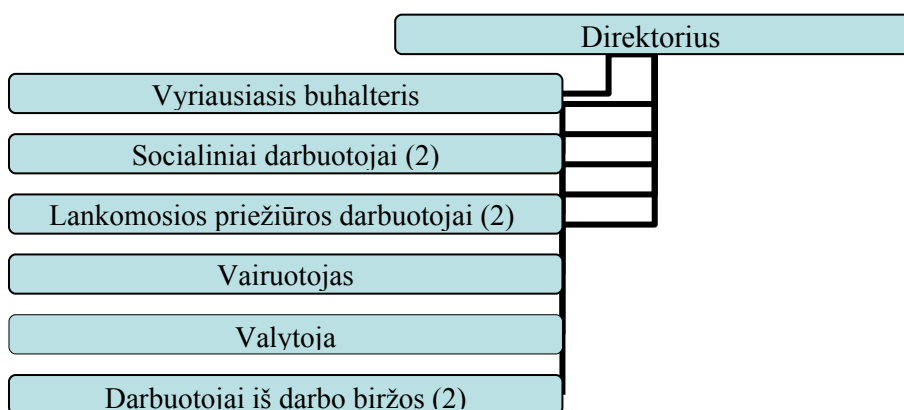 Direktorius
Vyriausiasis buhalteris
Socialiniai darbuotojai (2)
Lankomosios priežiūros darbuotojai (2)
Vairuotojas
Valytoja
Darbuotojai iš darbo biržos (2)